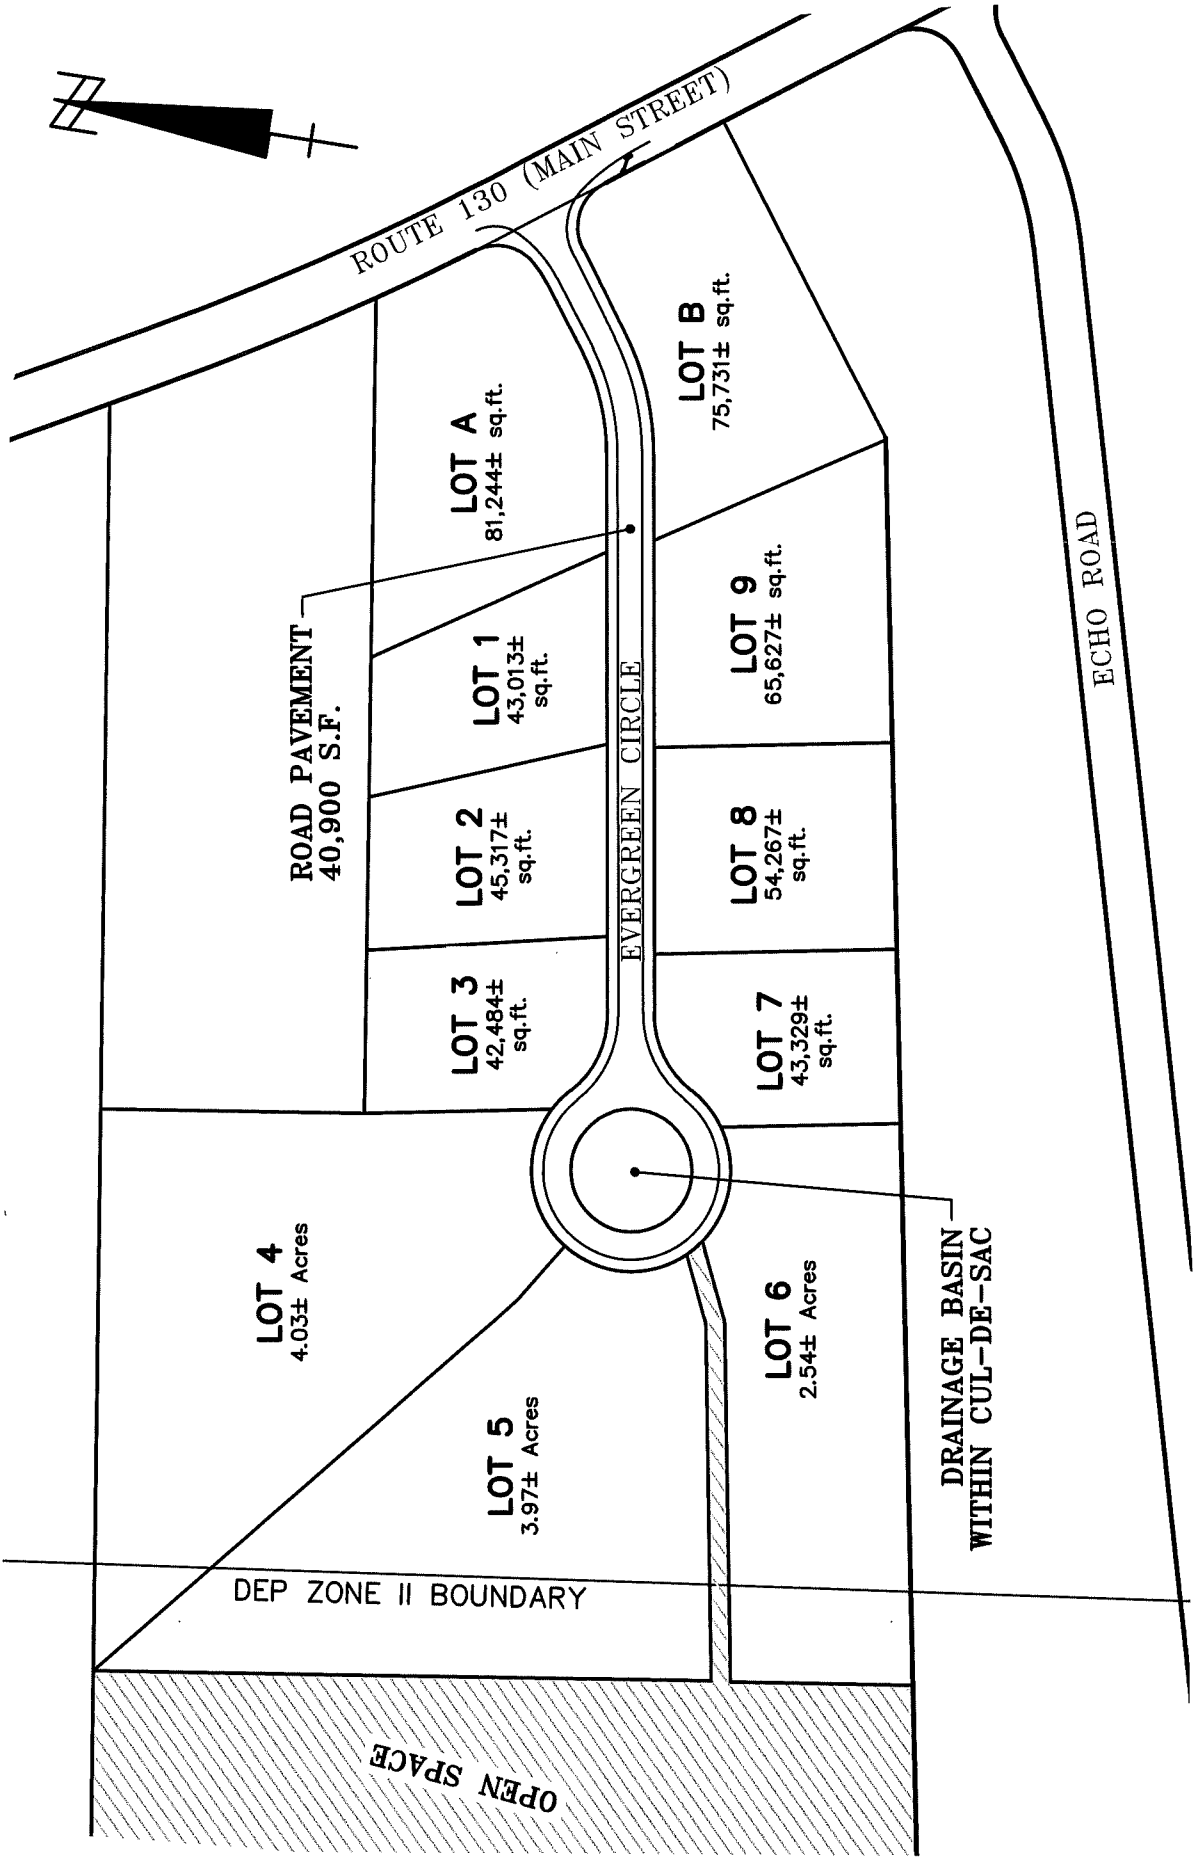 N
ROUTE 130 (MAIN STREET)
LOT B
75,731± sq.ft.
LOT A
81,244± sq.ft.
ROAD PAVEMENT
40,900 S.F.
LOT 1
43,013±
sq.ft.
LOT 9
65,627± sq.ft.
ECHO ROAD
EVERGREEN CIRCLE
LOT 2
45,317±
sq.ft.
LOT 8
54,267±
sq.ft.
LOT 3
42,484±
sq.ft.
LOT 7
43,329±
sq.ft.
LOT 4
4.03± Acres
LOT 6
2.54± Acres
DRAINAGE BASIN
WITHIN CUL-DE-SAC
LOT 5
3.97± Acres
DEP ZONE II BOUNDARY
OPEN SPACE